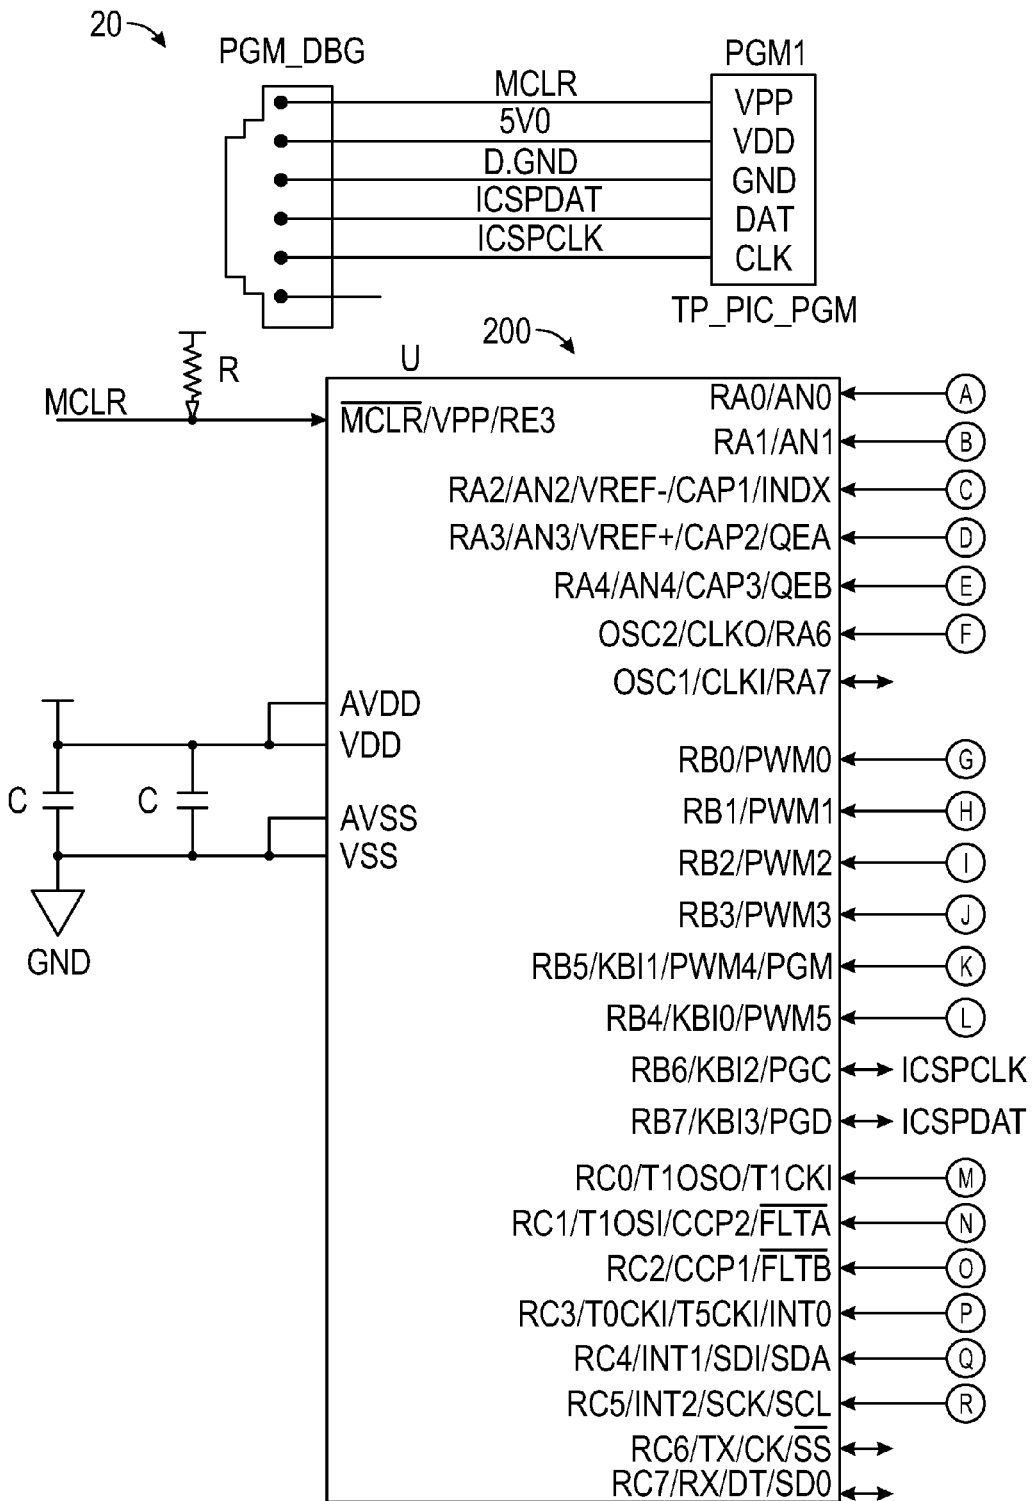 20
PGM_DBG
PGM1
MCLR
VPP
5V0
VDD
D.GND
GND
ICSPDAT
DAT
ICSPCLK
CLK
TP_PIC_PGM
200
U
R
MCLR
MCLR/VPP/RE3
RA0/AN0
A
RA1/AN1
B
RA2/AN2/VREF-/CAP1/INDX
C
RA3/AN3/VREF+/CAP2/QEA
D
RA4/AN4/CAP3/QEB
E
OSC2/CLKO/RA6
F
OSC1/CLKI/RA7
AVDD
VDD
C
C
AVSS
VSS
GND
RB0/PWM0
G
RB1/PWM1
H
RB2/PWM2
I
RB3/PWM3
J
RB5/KBI1/PWM4/PGM
K
RB4/KBI0/PWM5
L
RB6/KBI2/PGC
ICSPCLK
RB7/KBI3/PGD
ICSPDAT
RC0/T1OSO/T1CKI
M
RC1/T1OSI/CCP2/FLTA
N
RC2/CCP1/FLTB
O
RC3/T0CKI/T5CKI/INT0
P
RC4/INT1/SDI/SDA
Q
RC5/INT2/SCK/SCL
R
RC6/TX/CK/SS
RC7/RX/DT/SD0